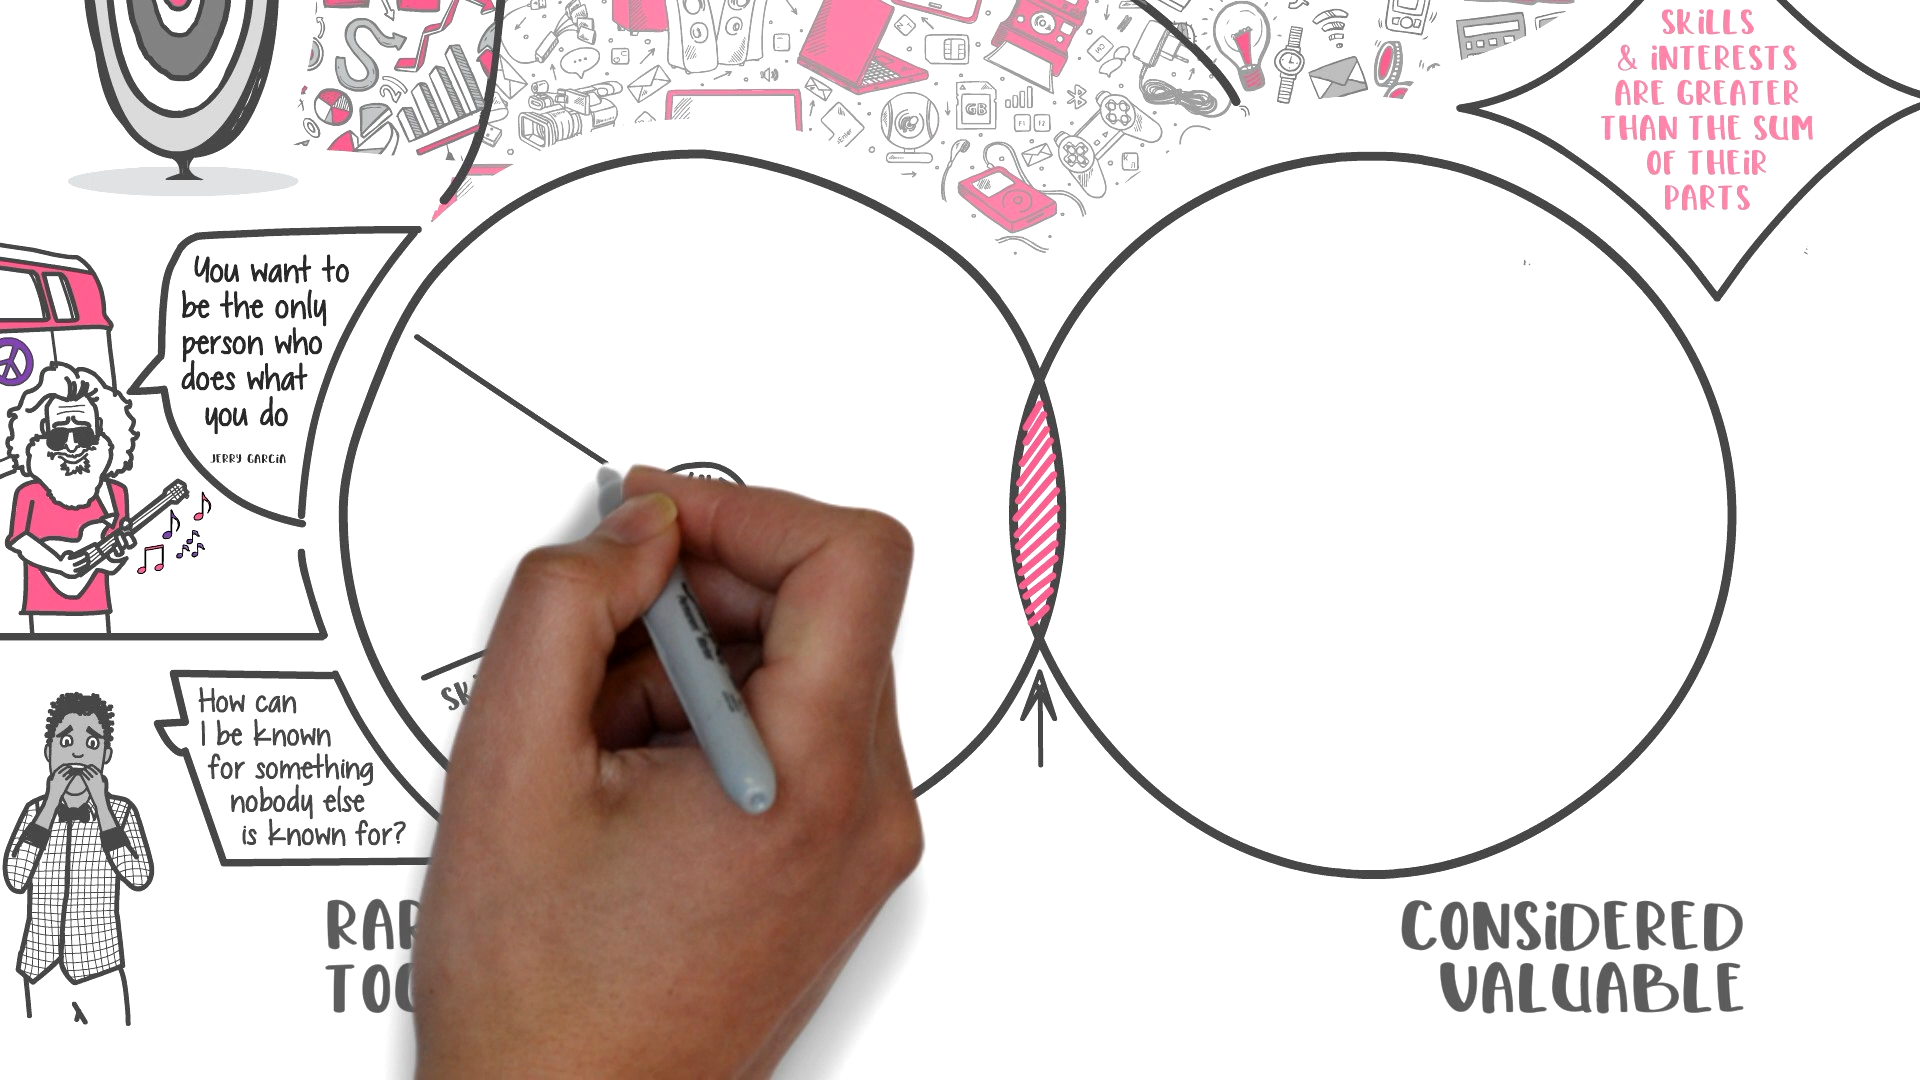 SKiLLS
& iNTERESTS
ARE GREATER
THAN THE SUM
OF THEiR
PARTS
GB
You want to
be the only
person who
does what
you do
JERRY GARCiA
How can
I be known
for something
nobody else
is known for?
CONSiDERED
VALUABLE